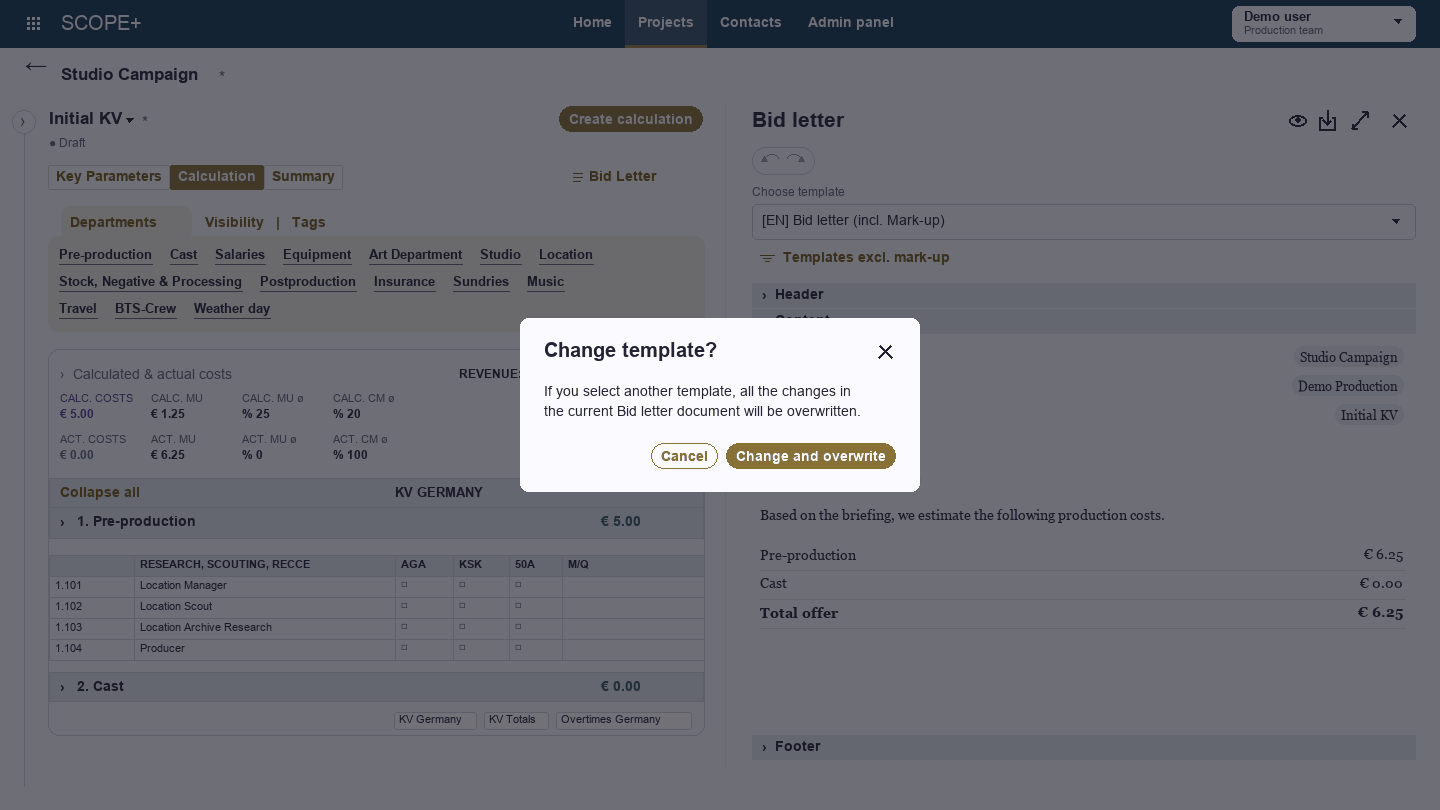 SCOPE+
Home
Projects
Contacts
Admin panel
Demo user
Production team
Studio Campaign *
Initial KV *
Create calculation
● Draft
Key Parameters
Calculation
Summary
Bid Letter
Departments
Visibility | Tags
Pre-production Cast Salaries Equipment Art Department Studio Location
Stock, Negative & Processing Postproduction Insurance Sundries Music
Travel BTS-Crew Weather day
Calculated & actual costs
REVENUE:
CALC. COSTS CALC. MU CALC. MU ø CALC. CM ø
€ 5.00 € 1.25 % 25 % 20
ACT. COSTS ACT. MU ACT. MU ø ACT. CM ø
€ 0.00 € 6.25 % 0 % 100
Collapse all KV GERMANY
1. Pre-production € 5.00
RESEARCH, SCOUTING, RECCE AGA KSK 50A M/Q
1.101 Location Manager
1.102 Location Scout
1.103 Location Archive Research
1.104 Producer
2. Cast € 0.00
KV Germany KV Totals Overtimes Germany
Bid letter
Choose template
[EN] Bid letter (incl. Mark-up)
Templates excl. mark-up
Header
Content
Studio Campaign
Demo Production
Initial KV
Based on the briefing, we estimate the following production costs.
Pre-production € 6.25
Cast € 0.00
Total offer € 6.25
Footer
Change template?
If you select another template, all the changes in
the current Bid letter document will be overwritten.
Cancel
Change and overwrite